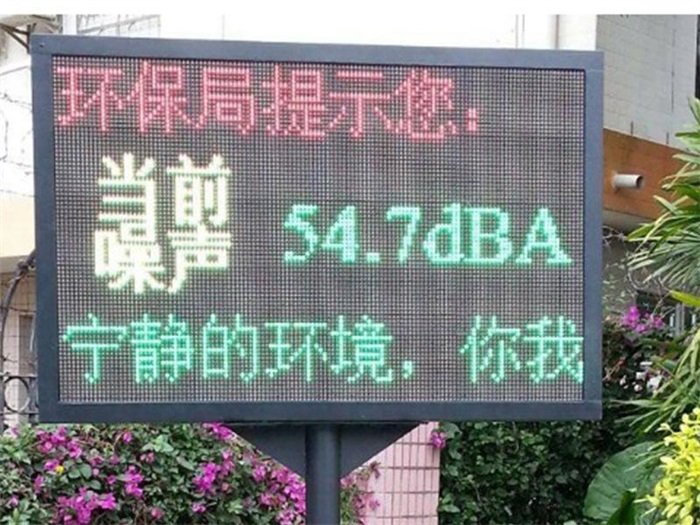 环保局提示您：
当前
噪声
54.7dBA
宁静的环境，你我